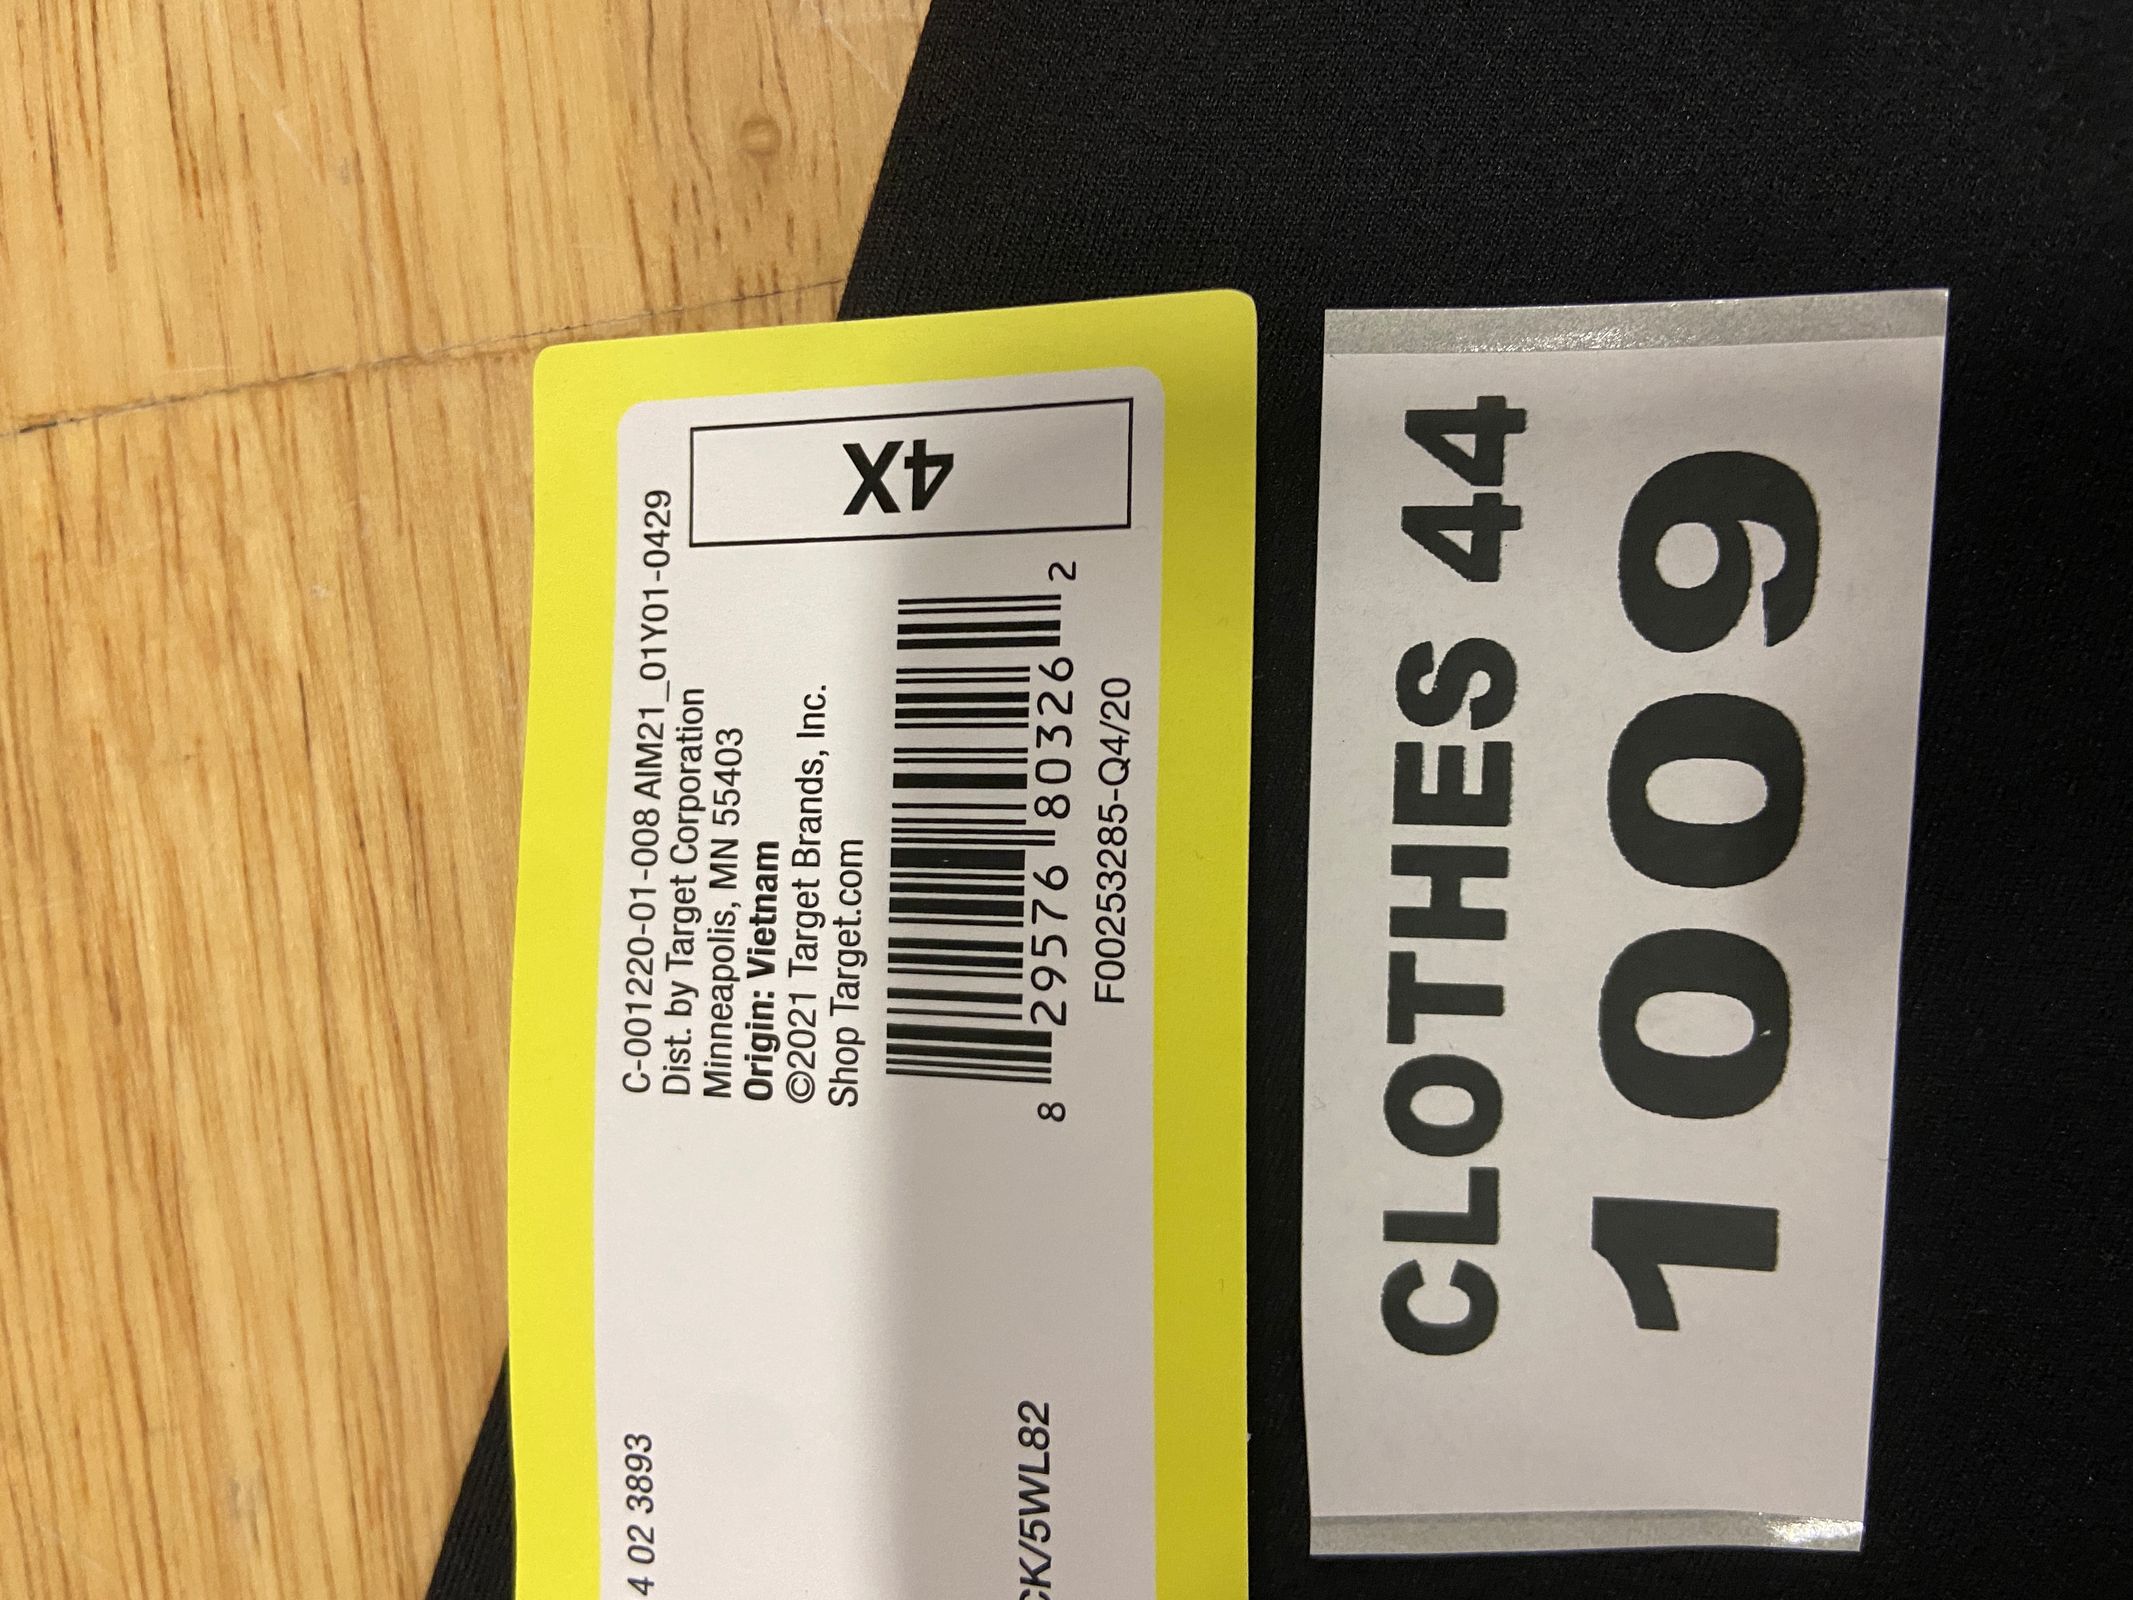 C-001220-01-008 AIM21_01Y01-0429
Dist. by Target Corporation
Minneapolis, MN 55403
Origin: Vietnam
©2021 Target Brands, Inc.
Shop Target.com
8 29576 80326 2
F00253285-Q4/20
4X
4 02 3893
CK/5WL82
CLOTHES 44
1009